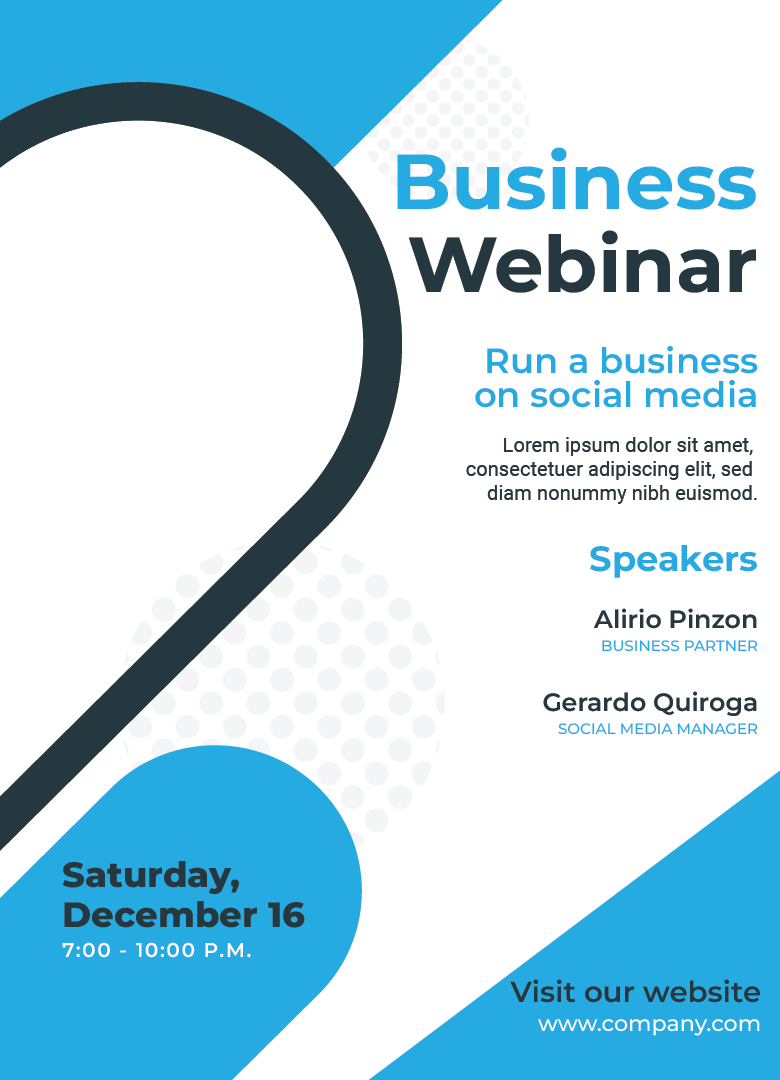 Business
Webinar
Run a business
on social media
Lorem ipsum dolor sit amet,
consectetuer adipiscing elit, sed
diam nonummy nibh euismod.
Speakers
Alirio Pinzon
BUSINESS PARTNER
Gerardo Quiroga
SOCIAL MEDIA MANAGER
Saturday,
December 16
7:00 - 10:00 P.M.
Visit our website
www.company.com